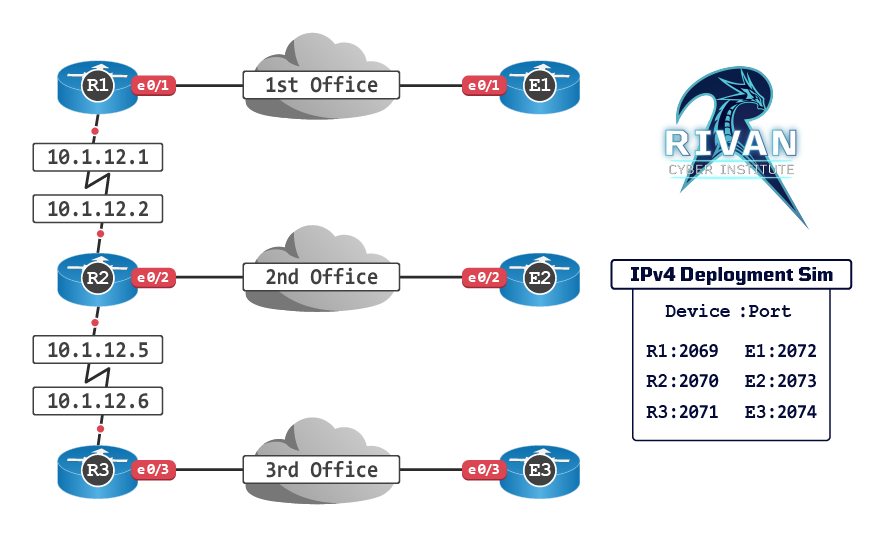 R1
e0/1
1st Office
e0/1
E1
10.1.12.1
10.1.12.2
R2
e0/2
2nd Office
e0/2
E2
10.1.12.5
10.1.12.6
R3
e0/3
3rd Office
e0/3
E3
RIVAN
CYBER INSTITUTE
IPv4 Deployment Sim
Device :Port
R1:2069 E1:2072
R2:2070 E2:2073
R3:2071 E3:2074